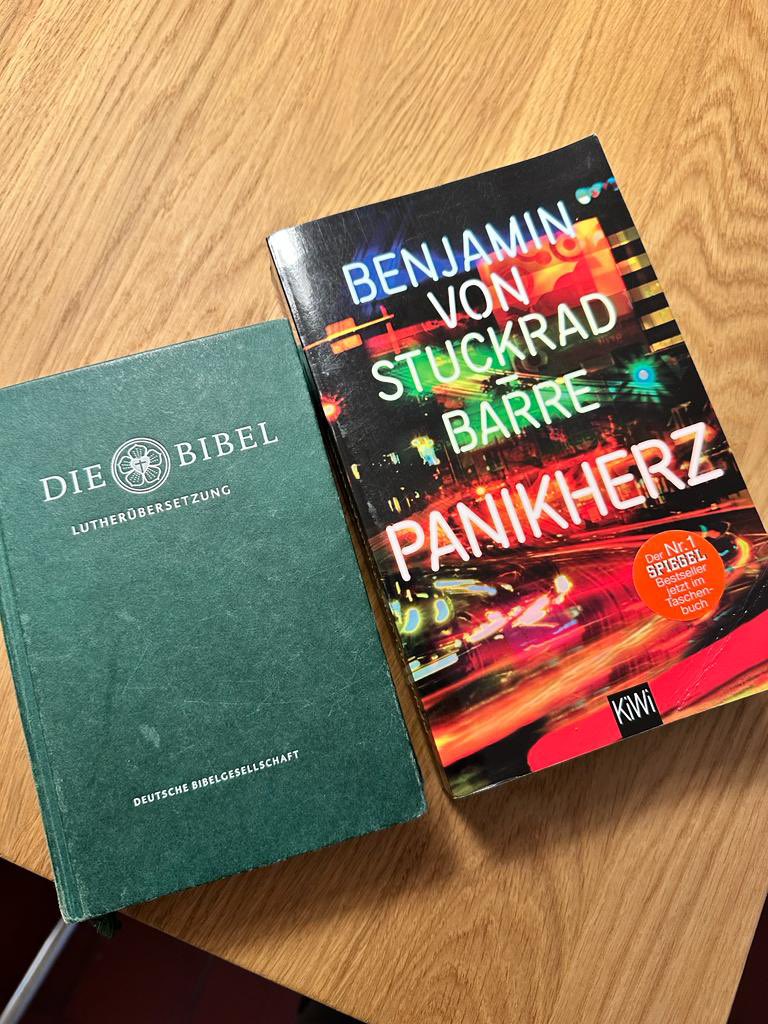 DIE BIBEL
LUTHERÜBERSETZUNG
DEUTSCHE BIBELGESELLSCHAFT
BENJAMIN
VON
STUCKRAD
-
BARRE
PANIKHERZ
Der Nr. 1
SPIEGEL
Bestseller
jetzt im
Taschen-
buch
KiWi